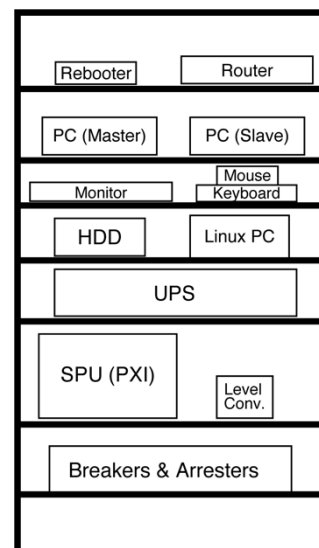 Rebooter
Router
PC (Master)
PC (Slave)
Mouse
Monitor
Keyboard
HDD
Linux PC
UPS
SPU (PXI)
Level
Conv.
Breakers & Arresters